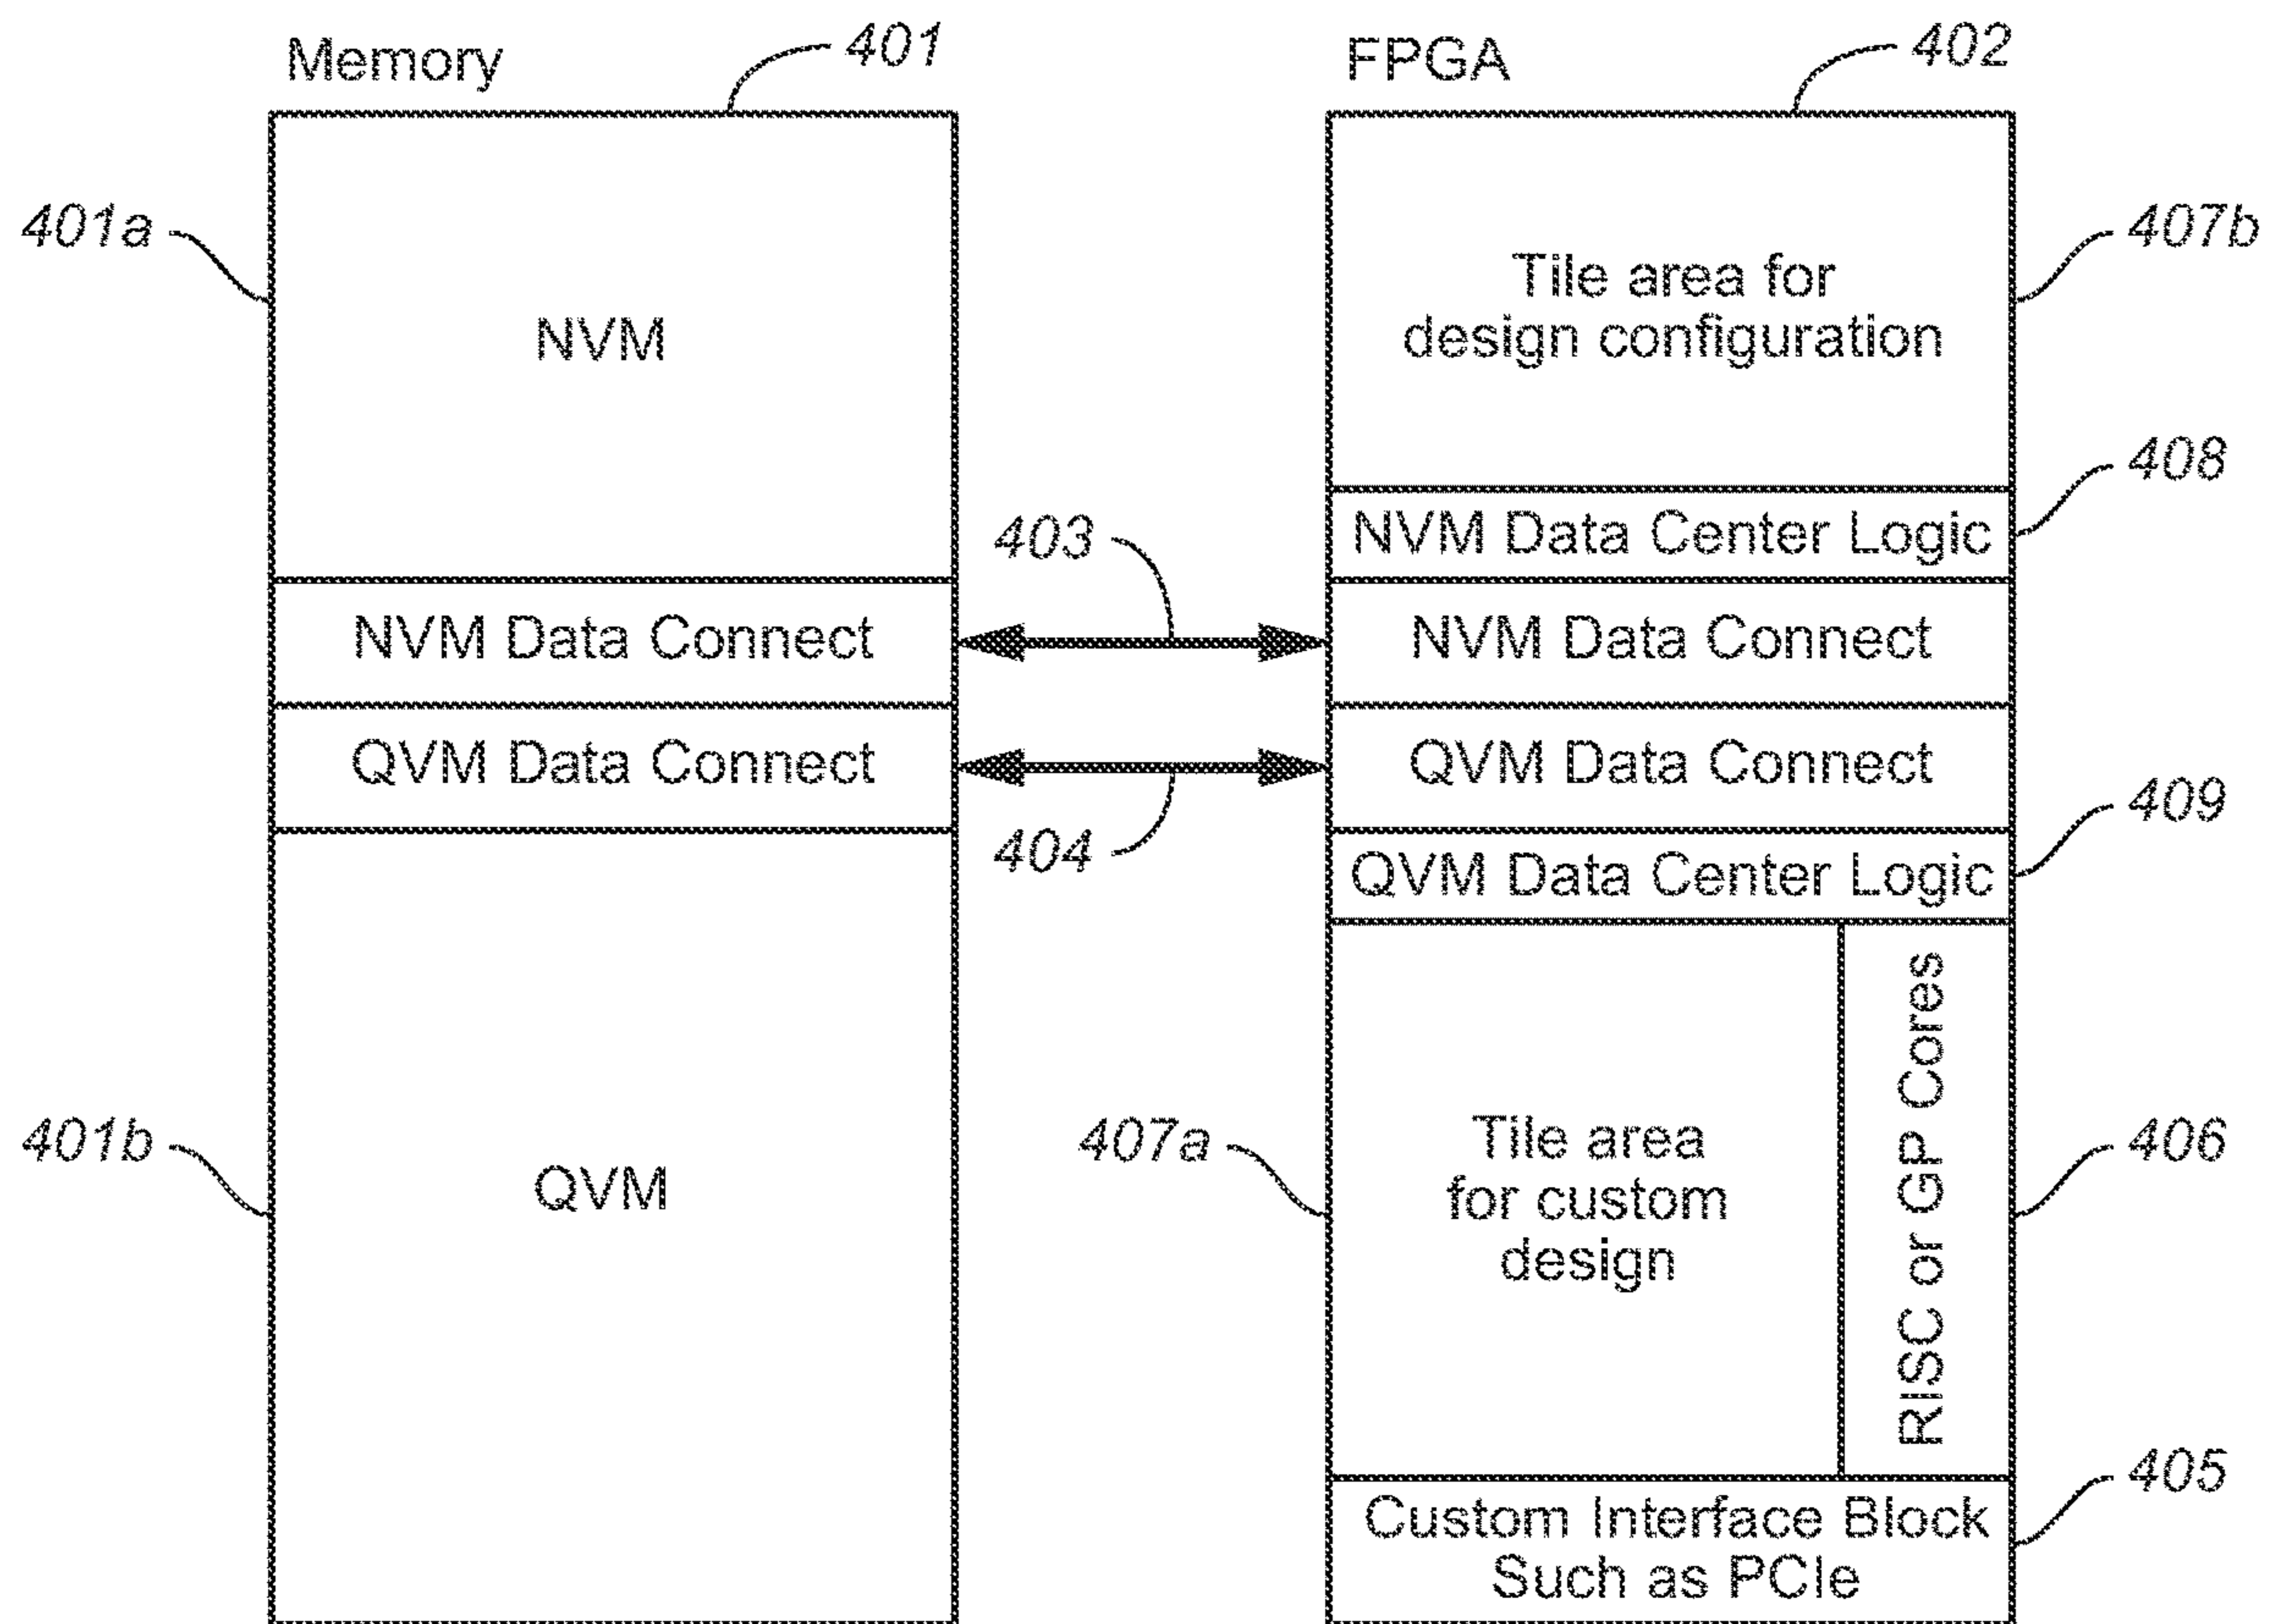 Memory
401
FPGA
402
401a
NVM
Tile area for
design configuration
407b
408
NVM Data Center Logic
403
NVM Data Connect
NVM Data Connect
QVM Data Connect
QVM Data Connect
404
409
QVM Data Center Logic
401b
QVM
407a
Tile area
for custom
design
RISC or GP Cores
406
405
Custom Interface Block
Such as PCIe